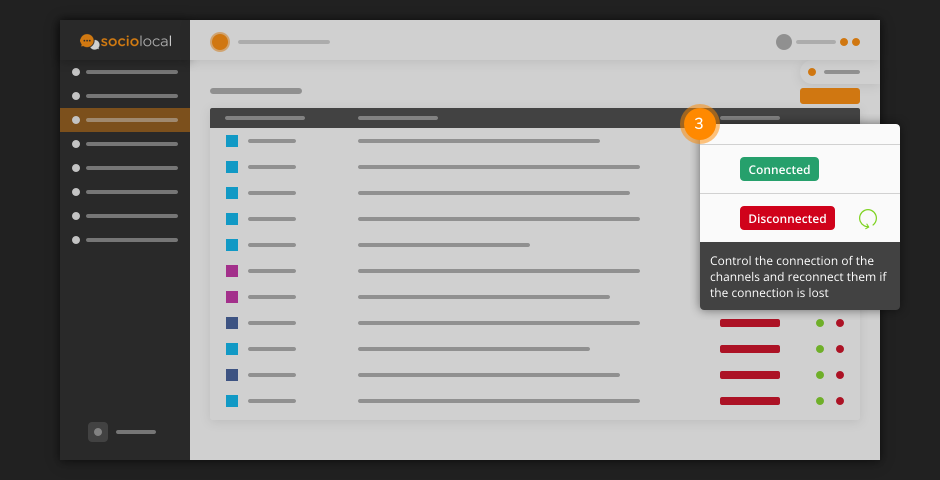 sociolocal
3
Connected
Disconnected
Control the connection of the
channels and reconnect them if
the connection is lost